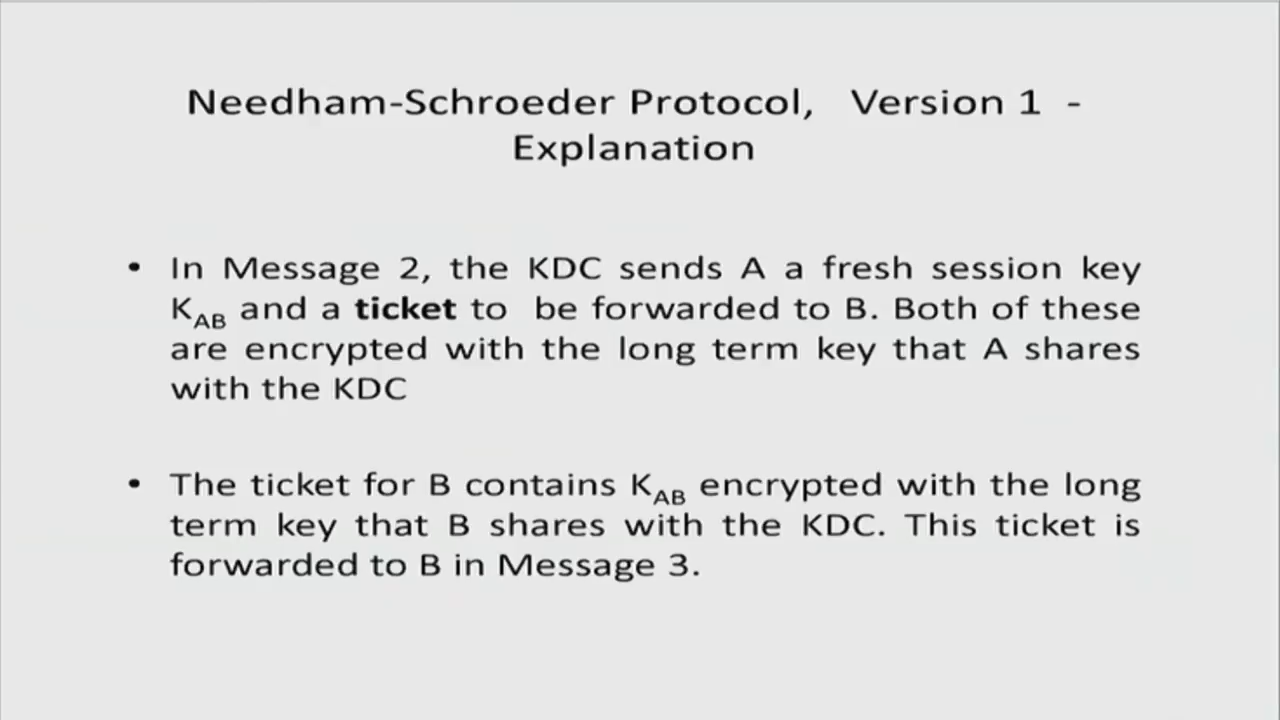 Needham-Schroeder Protocol, Version 1 -
Explanation
• In Message 2, the KDC sends A a fresh session key
K_AB and a ticket to be forwarded to B. Both of these
are encrypted with the long term key that A shares
with the KDC
• The ticket for B contains K_AB encrypted with the long
term key that B shares with the KDC. This ticket is
forwarded to B in Message 3.